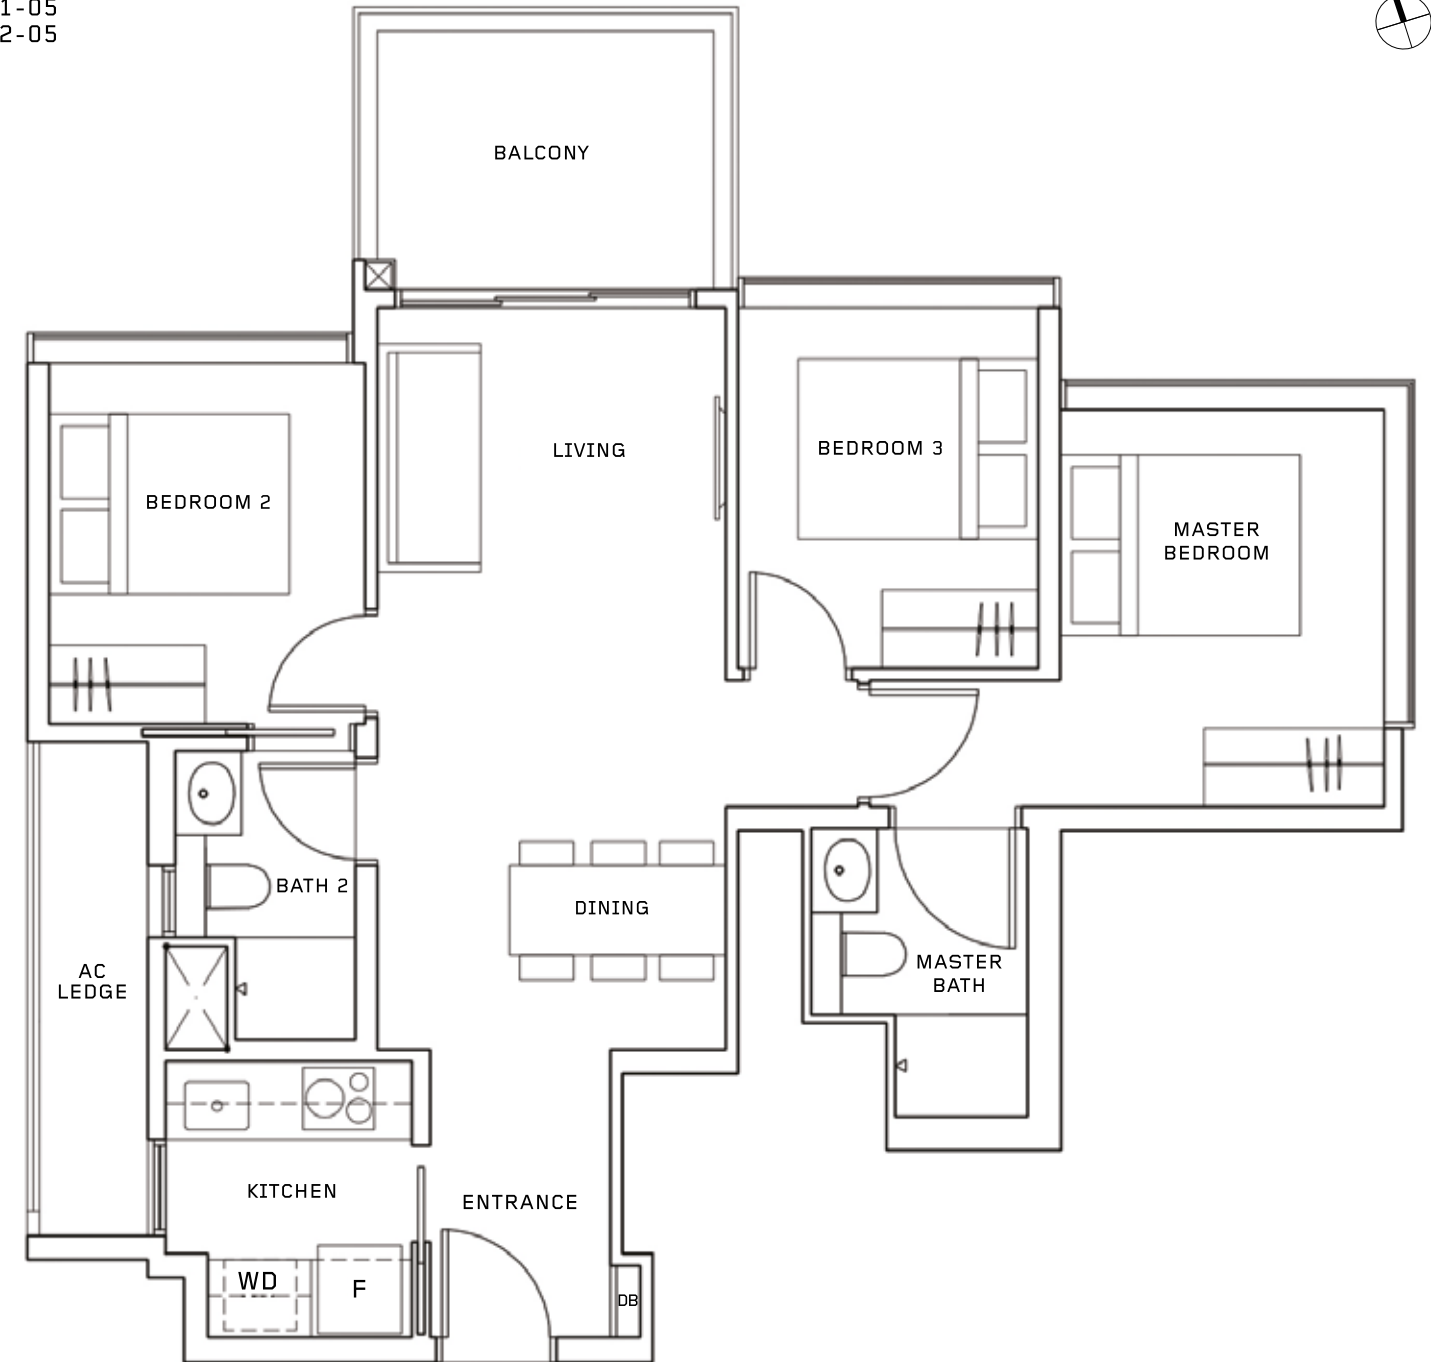 1-05
2-05
BALCONY
LIVING
BEDROOM 3
BEDROOM 2
MASTER
BEDROOM
BATH 2
DINING
MASTER
BATH
AC
LEDGE
KITCHEN
ENTRANCE
WD
F
DB